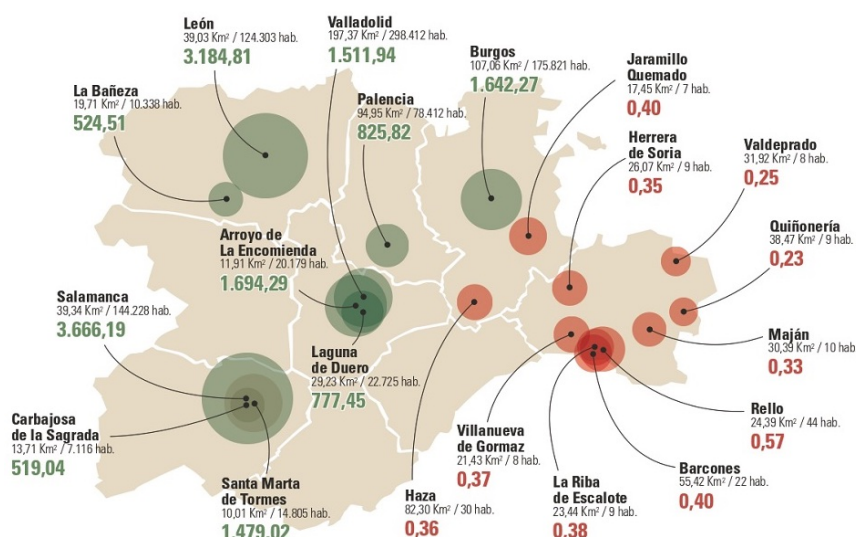 León
39,03 Km² / 124.303 hab.
3.184,81
Valladolid
197,37 Km² / 298.412 hab.
1.511,94
Burgos
107,06 Km² / 175.821 hab.
1.642,27
Jaramillo
Quemado
17,45 Km² / 7 hab.
0,40
La Bañeza
19,71 Km² / 10.338 hab.
524,51
Palencia
94,95 Km² / 78.412 hab.
825,82
Herrera
de Soria
26,07 Km² / 9 hab.
0,35
Valdeprado
31,92 Km² / 8 hab.
0,25
Arroyo de
La Encomienda
11,91 Km² / 20.179 hab.
1.694,29
Quiñonería
38,47 Km² / 9 hab.
0,23
Salamanca
39,34 Km² / 144.228 hab.
3.666,19
Laguna
de Duero
29,23 Km² / 22.725 hab.
777,45
Maján
30,39 Km² / 10 hab
0,33
Carbajosa
de la Sagrada
13,71 Km² / 7.116 hab.
519,04
Rello
24,39 Km² / 44 hab.
0,57
Villanueva
de Gormaz
21,43 Km² / 8 hab.
0,37
Santa Marta
de Tormes
10,01 Km² / 14.805 hab.
1.479,02
Haza
82,30 Km² / 30 hab.
0,36
La Riba
de Escalote
23,44 Km² / 9 hab.
0,38
Barcones
55,42 Km² / 22 hab.
0,40